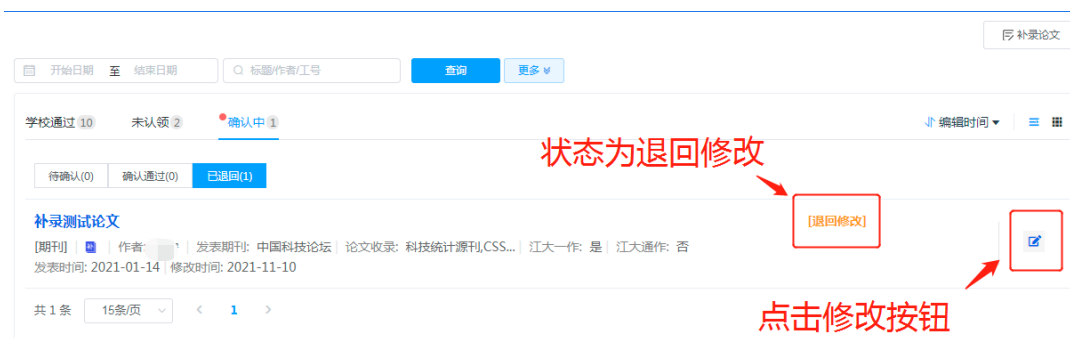 补录论文
开始日期 至 结束日期 标题/作者/工号 查询 更多
学校通过 10 未认领 2 确认中 1 编辑时间
状态为退回修改
待确认(0) 确认通过(0) 已退回(1)
补录测试论文 [退回修改]
[期刊] 补 作者: 发表期刊: 中国科技论坛 论文收录: 科技统计源刊,CSS... 江大一作: 是 江大通作: 否
发表时间: 2021-01-14 修改时间: 2021-11-10
共 1 条 15条/页 < 1 >
点击修改按钮